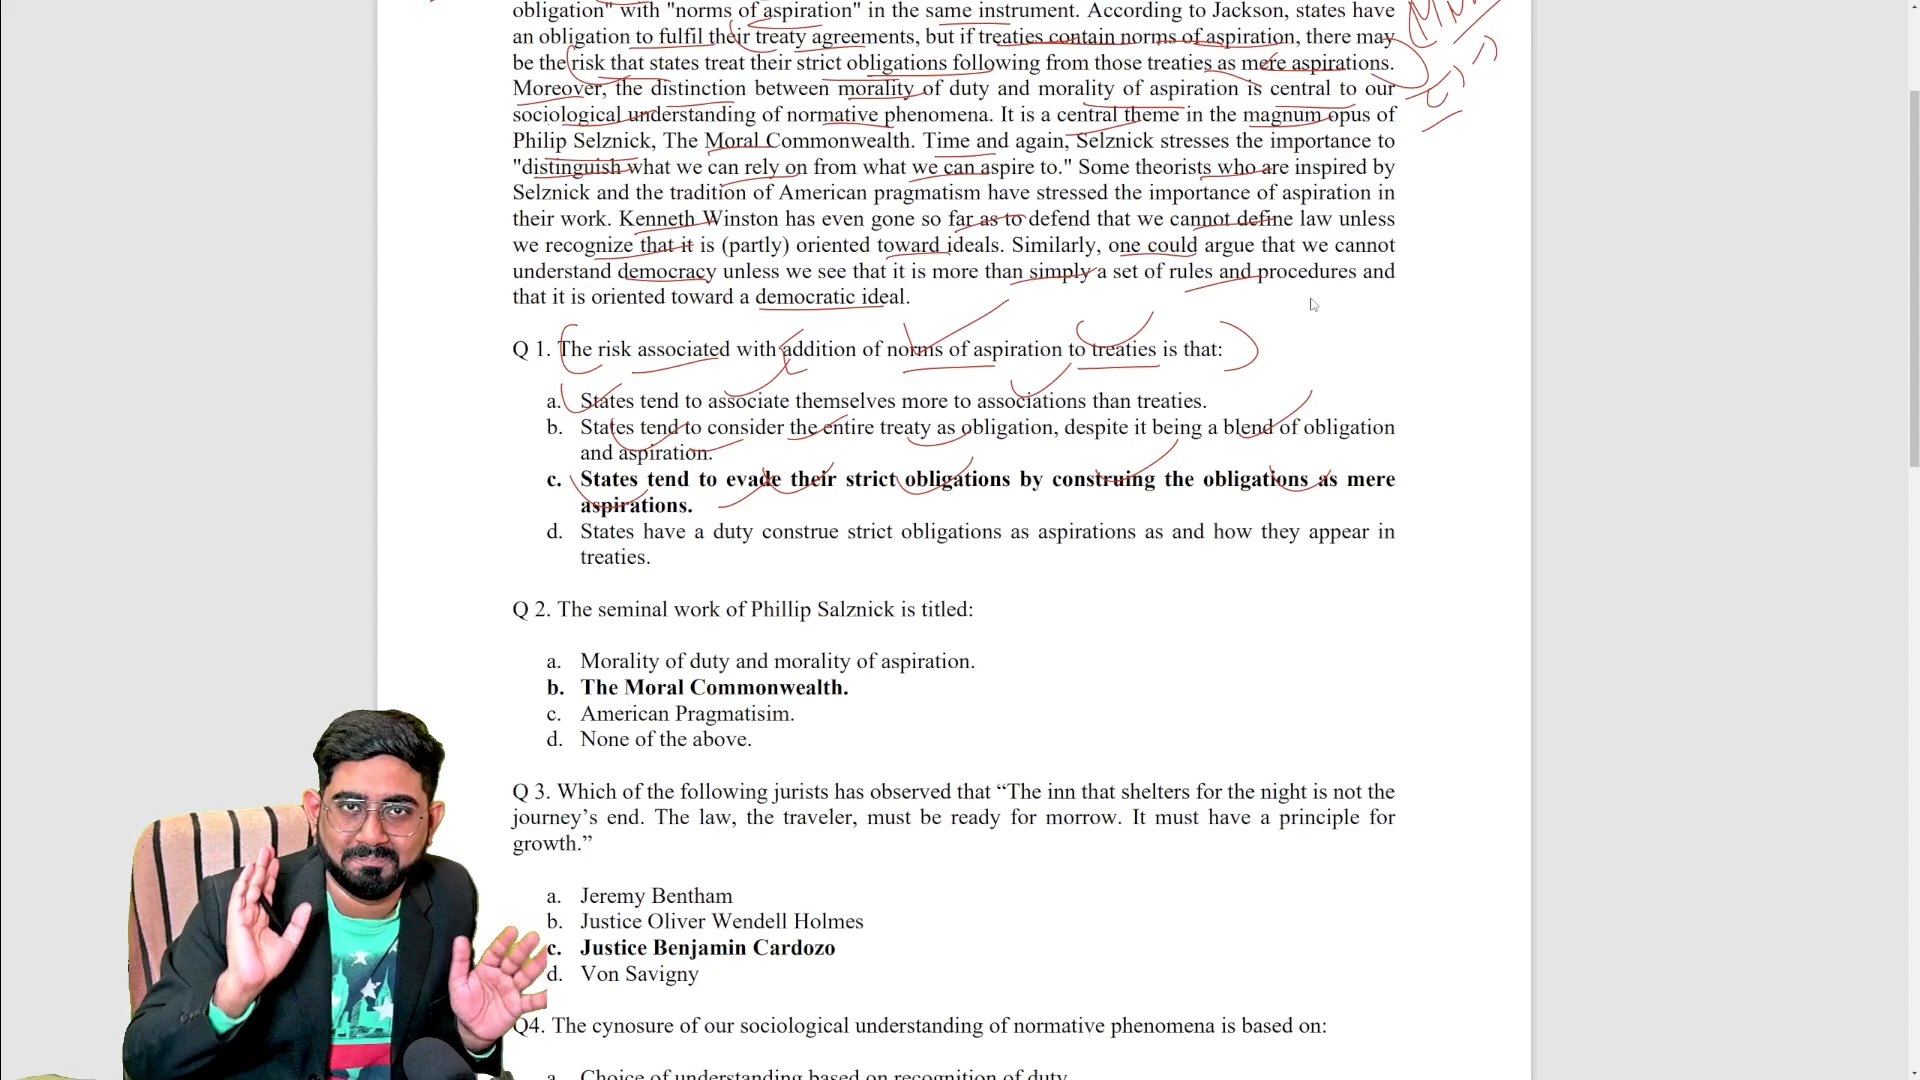 obligation" with "norms of aspiration" in the same instrument. According to Jackson, states have
an obligation to fulfil their treaty agreements, but if treaties contain norms of aspiration, there may
be the risk that states treat their strict obligations following from those treaties as mere aspirations.
Moreover, the distinction between morality of duty and morality of aspiration is central to our
sociological understanding of normative phenomena. It is a central theme in the magnum opus of
Philip Selznick, The Moral Commonwealth. Time and again, Selznick stresses the importance to
"distinguish what we can rely on from what we can aspire to." Some theorists who are inspired by
Selznick and the tradition of American pragmatism have stressed the importance of aspiration in
their work. Kenneth Winston has even gone so far as to defend that we cannot define law unless
we recognize that it is (partly) oriented toward ideals. Similarly, one could argue that we cannot
understand democracy unless we see that it is more than simply a set of rules and procedures and
that it is oriented toward a democratic ideal.
Q 1. The risk associated with addition of norms of aspiration to treaties is that:
a. States tend to associate themselves more to associations than treaties.
b. States tend to consider the entire treaty as obligation, despite it being a blend of obligation
and aspiration.
c. States tend to evade their strict obligations by construing the obligations as mere
aspirations.
d. States have a duty construe strict obligations as aspirations as and how they appear in
treaties.
Q 2. The seminal work of Phillip Salznick is titled:
a. Morality of duty and morality of aspiration.
b. The Moral Commonwealth.
c. American Pragmatisim.
d. None of the above.
Q 3. Which of the following jurists has observed that “The inn that shelters for the night is not the
journey’s end. The law, the traveler, must be ready for morrow. It must have a principle for
growth.”
a. Jeremy Bentham
b. Justice Oliver Wendell Holmes
c. Justice Benjamin Cardozo
d. Von Savigny
Q4. The cynosure of our sociological understanding of normative phenomena is based on:
a. Choice of understanding based on recognition of duty